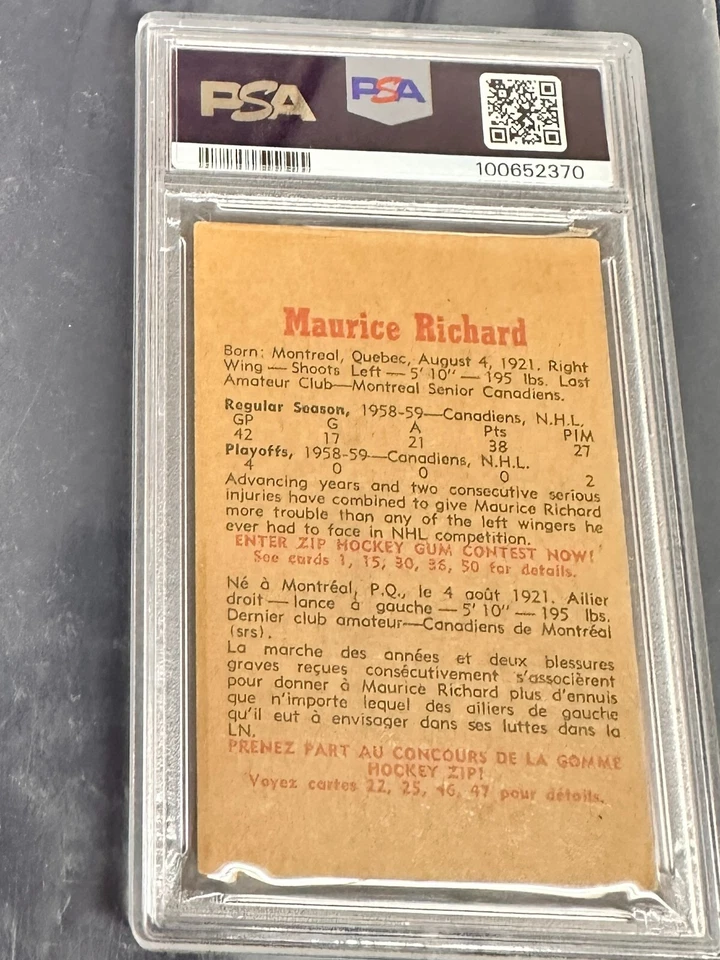 PSA PSA
100652370
Maurice Richard
Born: Montreal, Quebec, August 4, 1921. Right
Wing — Shoots Left — 5' 10" — 195 lbs. Last
Amateur Club—Montreal Senior Canadiens.
Regular Season, 1958-59—Canadiens, N.H.L.
GP G A Pts PIM
42 17 21 38 27
Playoffs, 1958-59—Canadiens, N.H.L.
4 0 0 0 2
Advancing years and two consecutive serious
injuries have combined to give Maurice Richard
more trouble than any of the left wingers he
ever had to face in NHL competition.
ENTER ZIP HOCKEY GUM CONTEST NOW!
See cards 1, 15, 30, 36, 50 for details.
Né à Montréal, P.Q., le 4 août 1921. Ailier
droit — lance à gauche — 5' 10" — 195 lbs.
Dernier club amateur—Canadiens de Montréal
(srs).
La marche des années et deux blessures
graves reçues consécutivement s'associèrent
pour donner à Maurice Richard plus d'ennuis
que n'importe lequel des ailiers de gauche
qu'il eut à envisager dans ses luttes dans la
LN.
PRENEZ PART AU CONCOURS DE LA GOMME
HOCKEY ZIP!
Voyez cartes 22, 25, 46, 47 pour détails.